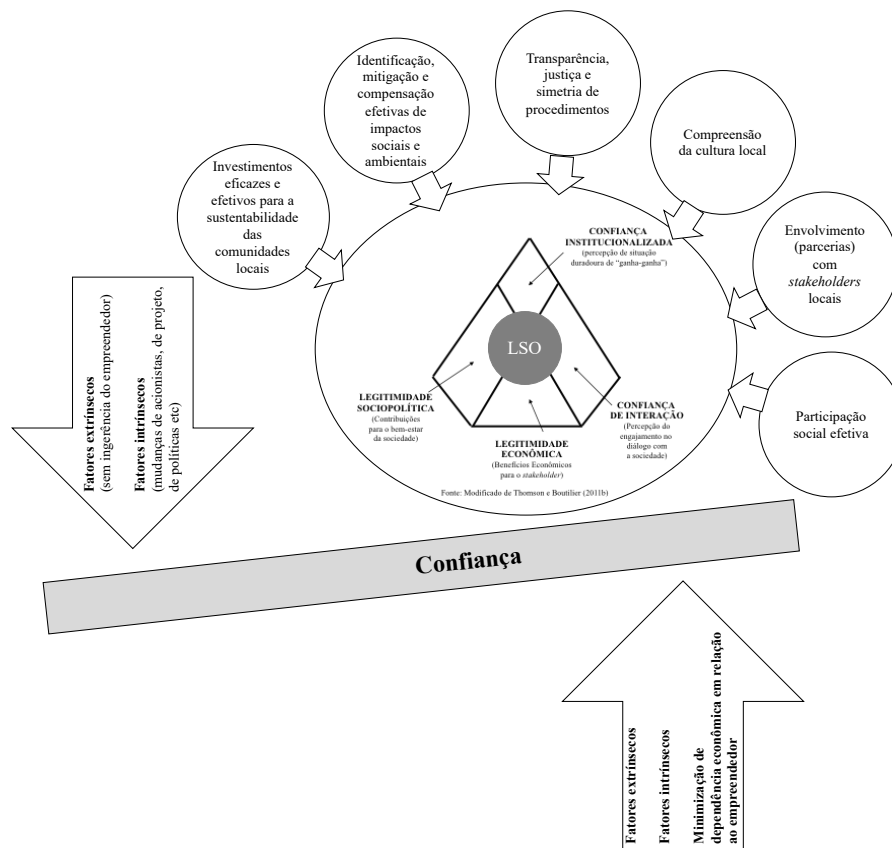 Identificação,
mitigação e
compensação
efetivas de
impactos
sociais e
ambientais
Transparência,
justiça e
simetria de
procedimentos
Compreensão
da cultura local
Investimentos
eficazes e
efetivos para a
sustentabilidade
das
comunidades
locais
Envolvimento
(parcerias)
com
stakeholders
locais
Participação
social efetiva
CONFIANÇA
INSTITUCIONALIZADA
(percepção de situação
duradoura de “ganha-ganha”)
LSO
LEGITIMIDADE
SOCIOPOLÍTICA
(Contribuições
para o bem-estar
da sociedade)
LEGITIMIDADE
ECONÔMICA
(Benefícios Econômicos
para o stakeholder)
CONFIANÇA
DE INTERAÇÃO
(Percepção do
engajamento no
diálogo com
a sociedade)
Fonte: Modificado de Thomson e Boutilier (2011b)
Fatores extrínsecos
(sem ingerência do empreendedor)
Fatores intrínsecos
(mudanças de acionistas, de projeto,
de políticas etc)
Confiança
Fatores extrínsecos
Fatores intrínsecos
Minimização de
dependência econômica em relação
ao empreendedor